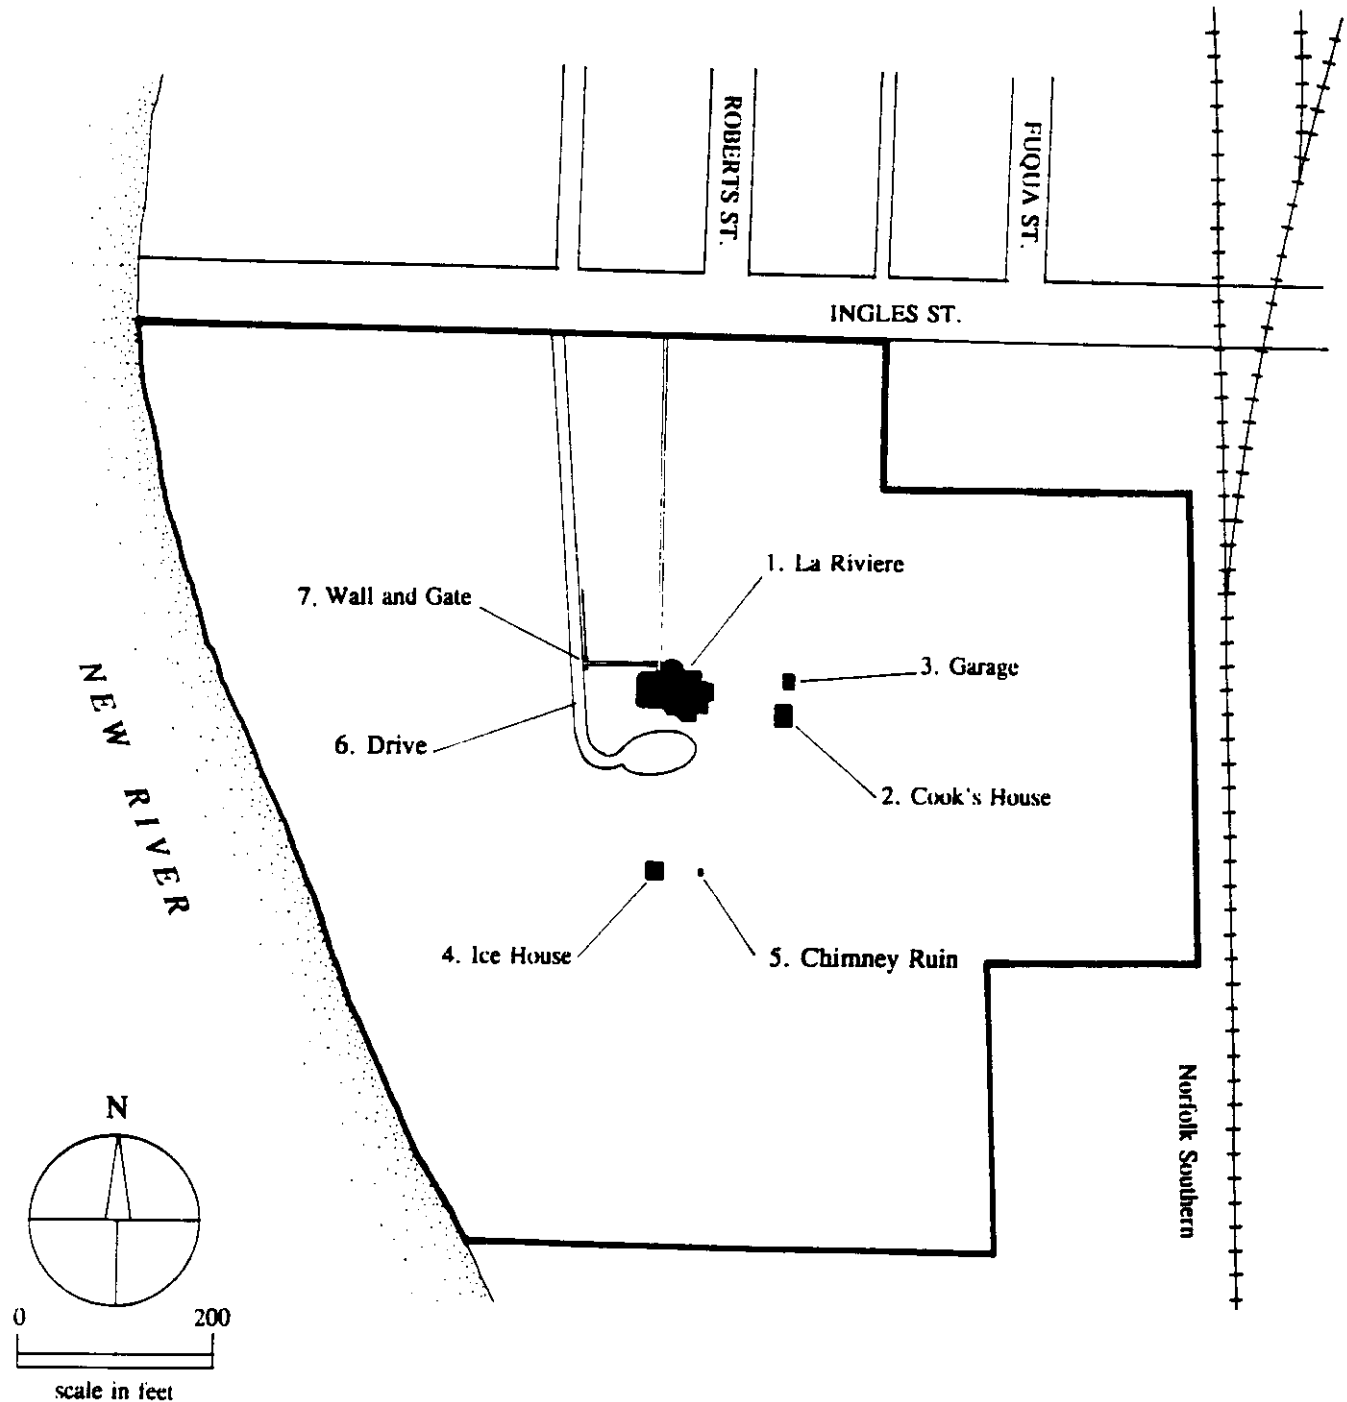 ROBERTS ST.
FUQUA ST.
INGLES ST.
1. La Riviere
7. Wall and Gate
3. Garage
6. Drive
2. Cook's House
NEW RIVER
4. Ice House
5. Chimney Ruin
Norfolk Southern
N
0 200
scale in feet